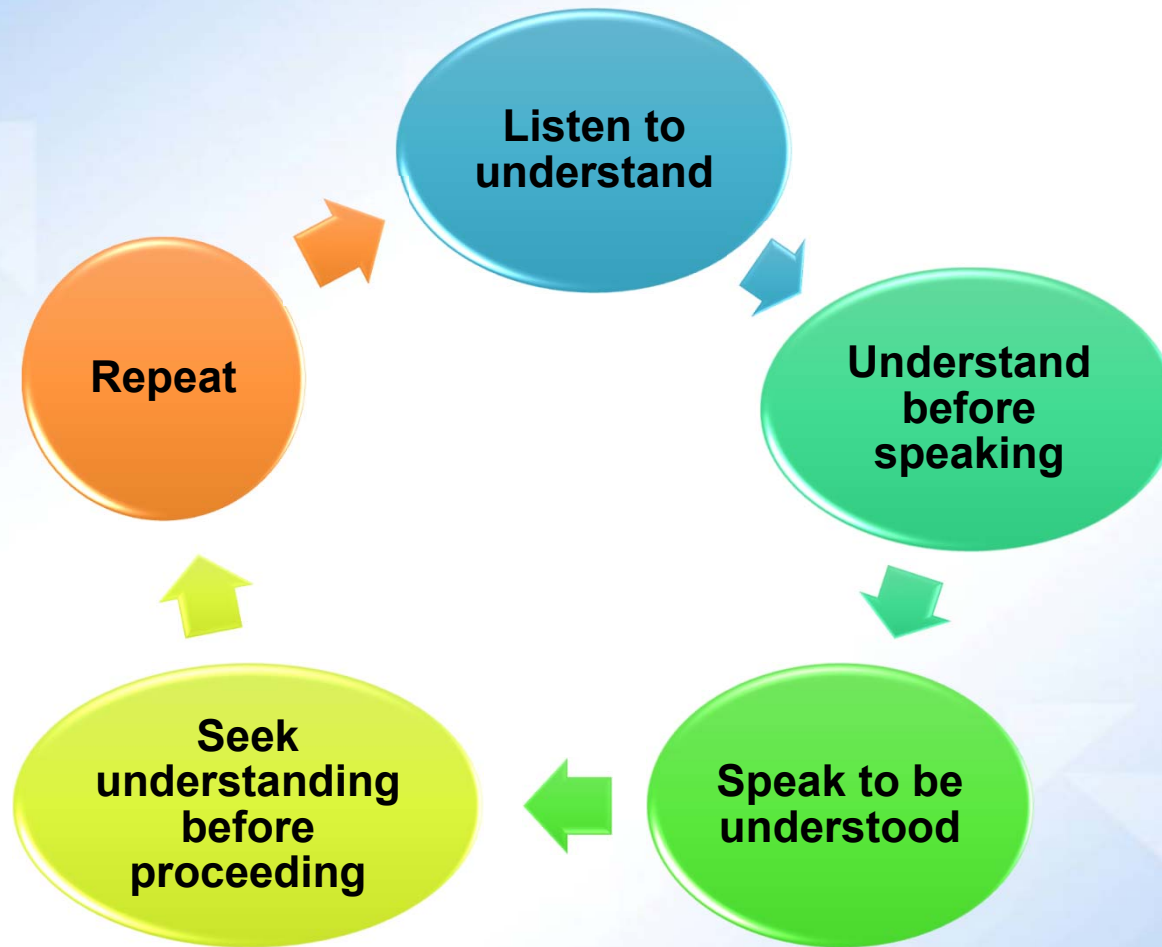 Listen to
understand
Understand
before
speaking
Speak to be
understood
Seek
understanding
before
proceeding
Repeat